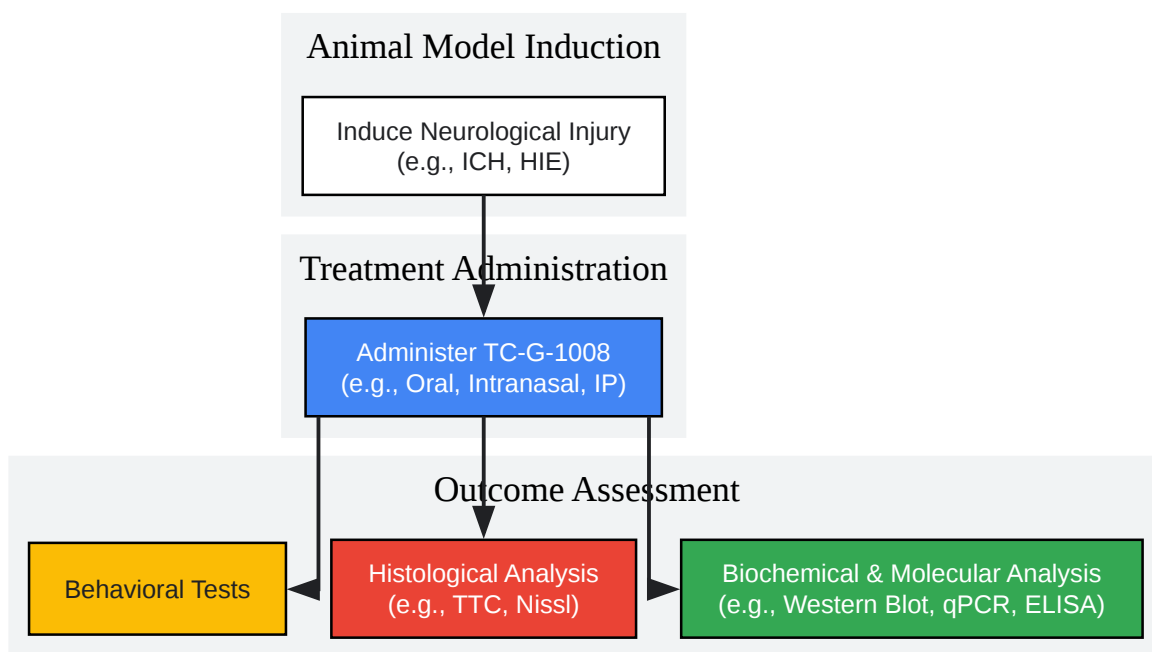 Animal Model Induction
Induce Neurological Injury
(e.g., ICH, HIE)
Treatment Administration
Administer TC-G-1008
(e.g., Oral, Intranasal, IP)
Outcome Assessment
Behavioral Tests
Histological Analysis
(e.g., TTC, Nissl)
Biochemical & Molecular Analysis
(e.g., Western Blot, qPCR, ELISA)